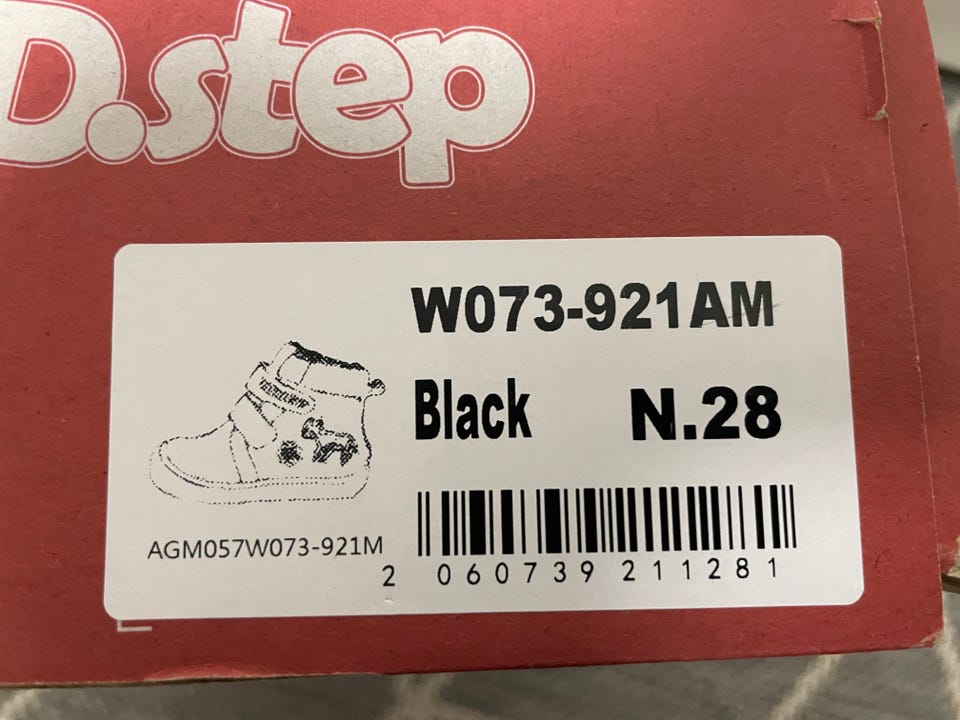 D.step
W073-921AM
Black N.28
AGM057W073-921M
2 060739 211281